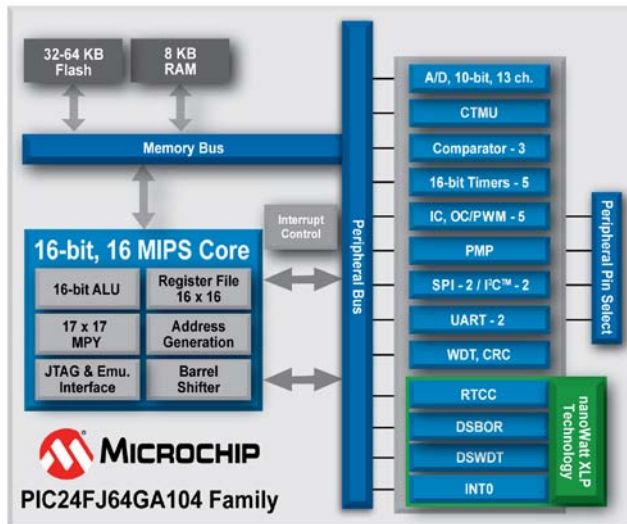 32-64 KB
Flash
8 KB
RAM
Memory Bus
16-bit, 16 MIPS Core
16-bit ALU
Register File
16 x 16
17 x 17
MPY
Address
Generation
JTAG & Emu.
Interface
Barrel
Shifter
Interrupt
Control
Peripheral Bus
A/D, 10-bit, 13 ch.
CTMU
Comparator - 3
16-bit Timers - 5
IC, OC/PWM - 5
PMP
SPI - 2 / I²C™ - 2
UART - 2
WDT, CRC
RTCC
DSBOR
DSWDT
INT0
Peripheral Pin Select
nanoWatt XLP
Technology
MICROCHIP
PIC24FJ64GA104 Family